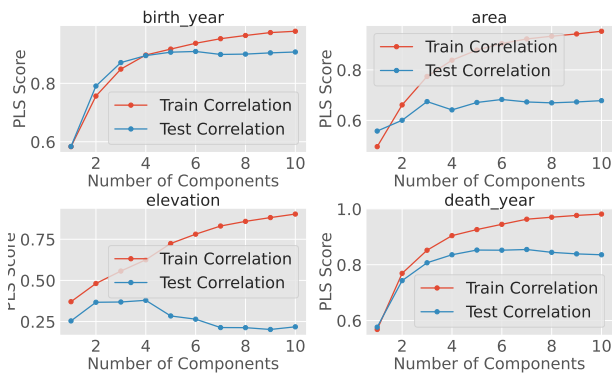 birth_year
PLS Score
0.8
0.6
Train Correlation
Test Correlation
2 4 6 8 10
Number of Components
area
PLS Score
0.8
0.6
Train Correlation
Test Correlation
2 4 6 8 10
Number of Components
elevation
PLS Score
0.75
0.50
0.25
Train Correlation
Test Correlation
2 4 6 8 10
Number of Components
death_year
PLS Score
1.0
0.8
0.6
Train Correlation
Test Correlation
2 4 6 8 10
Number of Components